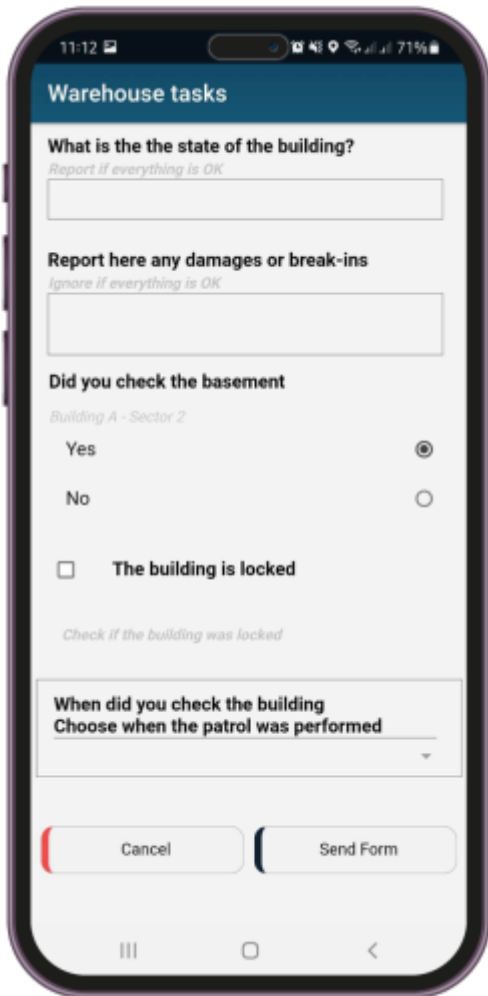 11:12
71%
Warehouse tasks
What is the the state of the building?
Report if everything is OK
Report here any damages or break-ins
Ignore if everything is OK
Did you check the basement
Building A - Sector 2
Yes
No
The building is locked
Check if the building was locked
When did you check the building
Choose when the patrol was performed
Cancel
Send Form